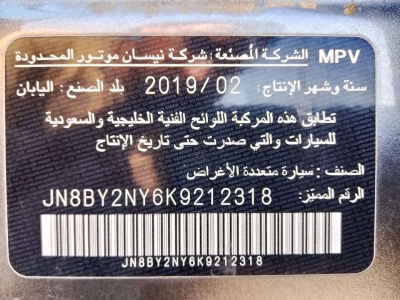 MPV الشركة المصنعة: شركة نيسان موتور المحدودة
سنة وشهر الإنتاج: 2019/02 بلد الصنع: اليابان
تطابق هذه المركبة اللوائح الفنية الخليجية والسعودية
للسيارات والتي صدرت حتى تاريخ الإنتاج
الصنف: سيارة متعددة الأغراض
الرقم المميز: JN8BY2NY6K9212318
JN8BY2NY6K9212318